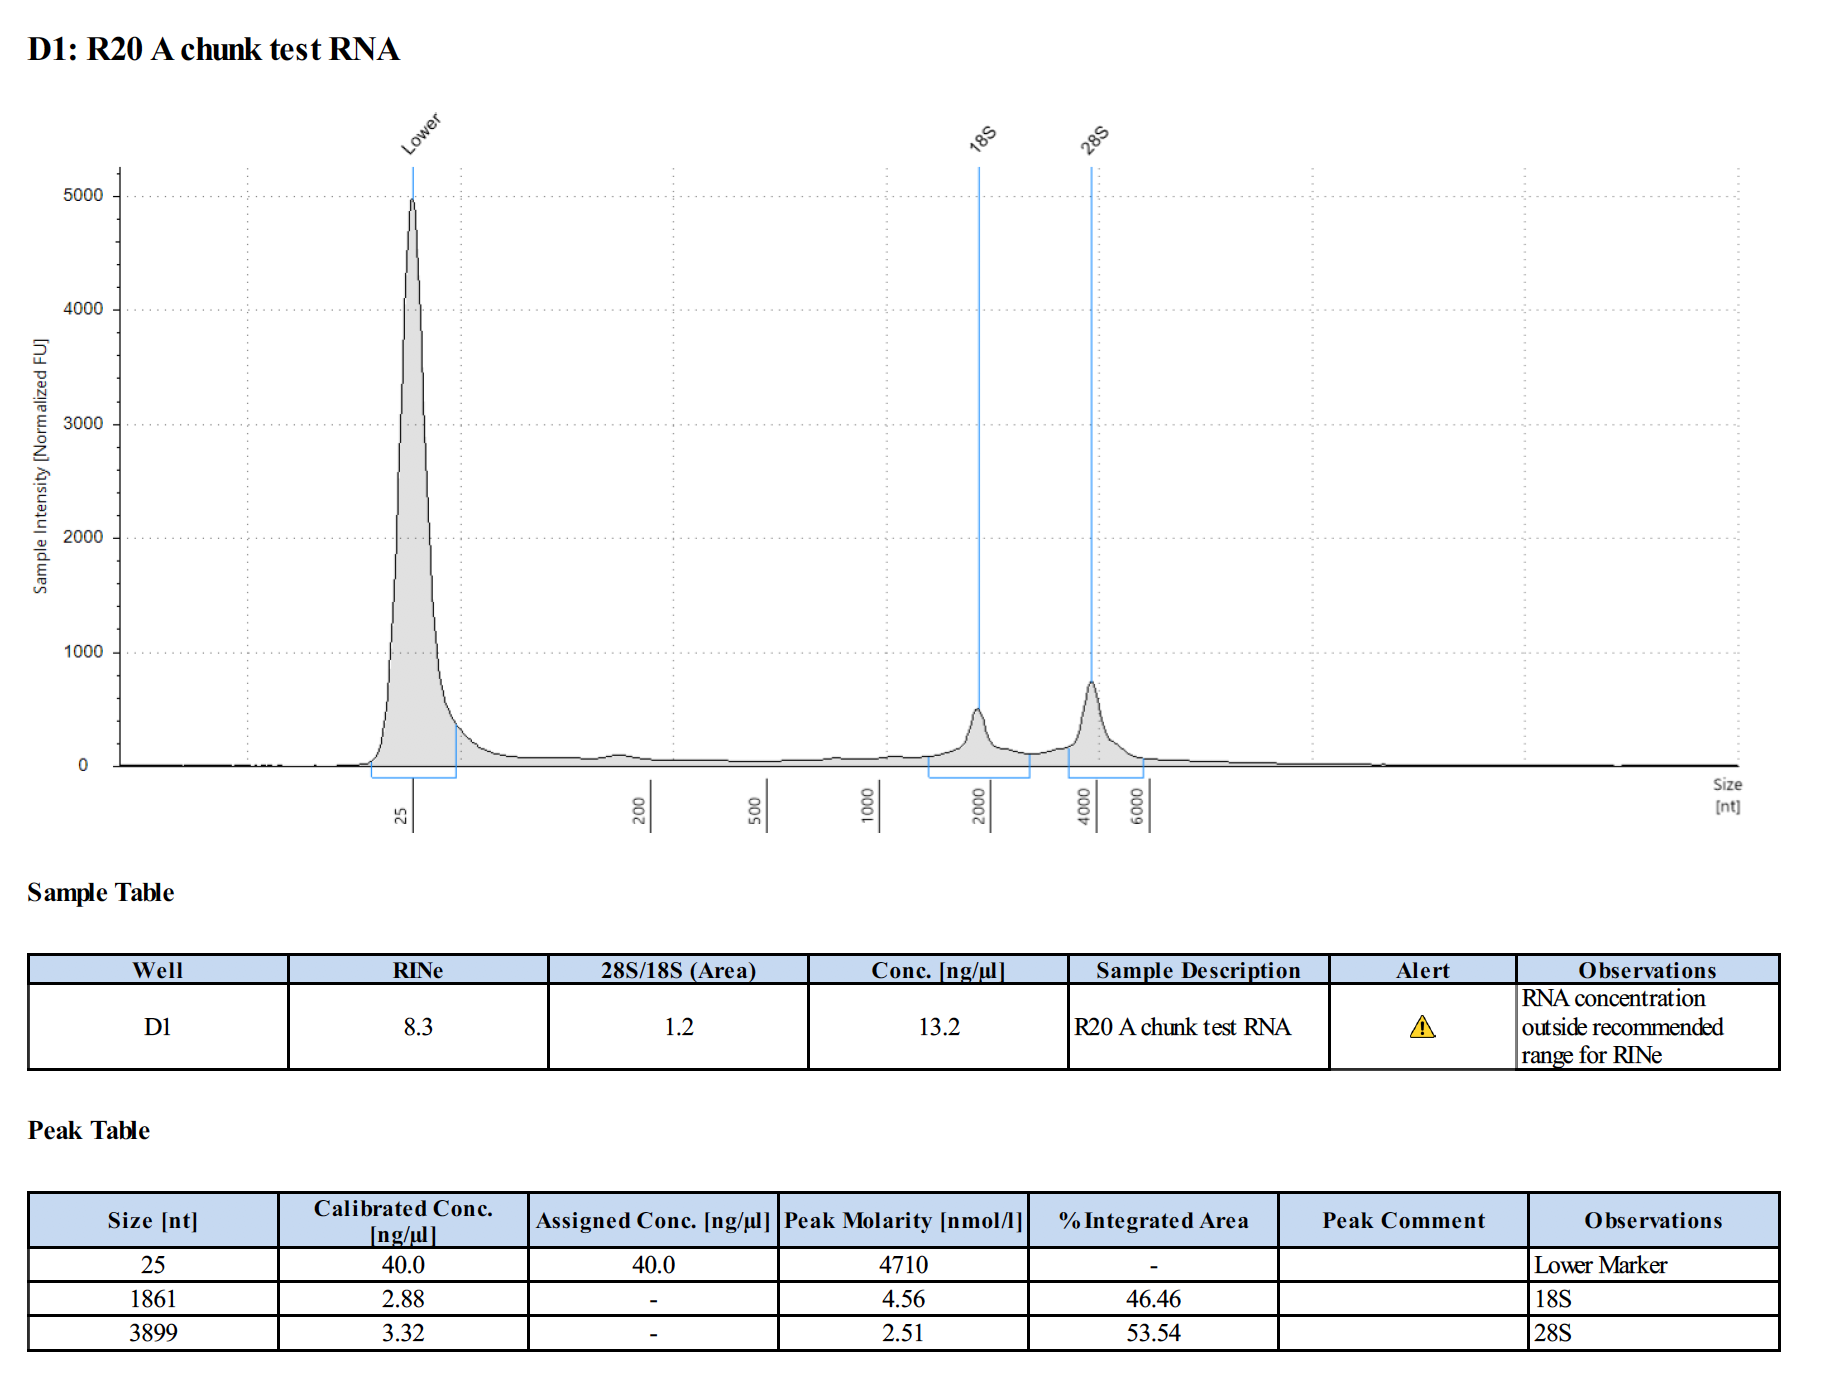 D1: R20 A chunk test RNA
Lower
18S
28S
Sample Intensity [Normalized FU]
5000
4000
3000
2000
1000
0
25
200
500
1000
2000
4000
6000
Size
[nt]
Sample Table
Well RINe 28S/18S (Area) Conc. [ng/µl] Sample Description Alert Observations
D1 8.3 1.2 13.2 R20 A chunk test RNA RNA concentration
outside recommended
range for RINe
Peak Table
Size [nt] Calibrated Conc.
[ng/µl] Assigned Conc. [ng/µl] Peak Molarity [nmol/l] % Integrated Area Peak Comment Observations
25 40.0 40.0 4710 - Lower Marker
1861 2.88 - 4.56 46.46 18S
3899 3.32 - 2.51 53.54 28S